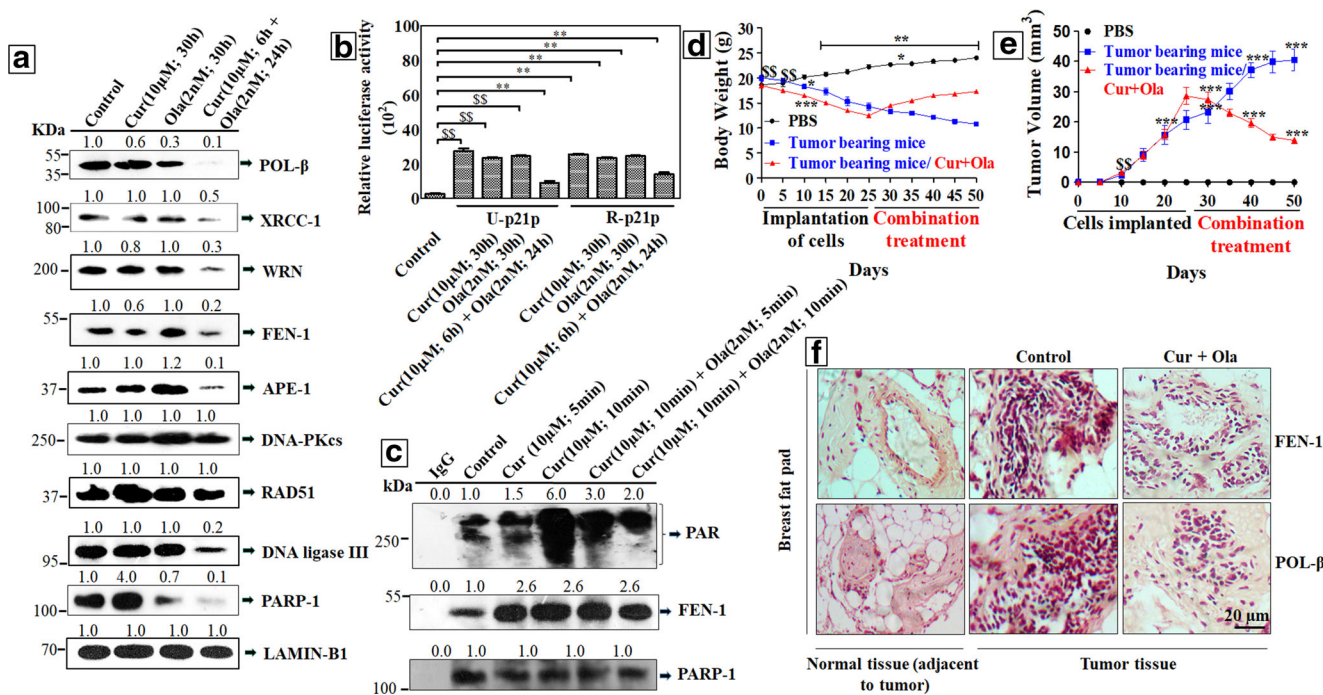 a
Control
Cur(10µM; 30h)
Ola(2nM; 30h)
Cur(10µM; 6h +
Ola(2nM; 24h)
KDa
1.0 0.6 0.3 0.1
55
35
POL-β
1.0 1.0 1.0 0.5
100
80
XRCC-1
1.0 0.8 1.0 0.3
200
WRN
1.0 0.6 1.0 0.2
55
FEN-1
1.0 1.0 1.2 0.1
37
APE-1
1.0 1.0 1.0 1.0
250
DNA-PKcs
1.0 1.0 1.0 1.0
37
RAD51
1.0 1.0 1.0 0.2
95
DNA ligase III
1.0 4.0 0.7 0.1
100
PARP-1
1.0 1.0 1.0 1.0
70
LAMIN-B1
b
Relative luciferase activity
(10²)
100
80
60
40
20
0
**
**
**
**
**
$$
$$
$$
U-p21p R-p21p
Control
Cur(10µM; 30h)
Ola(2nM; 30h)
Cur(10µM; 6h) + Ola(2nM, 24h)
Cur(10µM; 30h)
Ola(2nM; 30h)
Cur(10µM; 6h) + Ola(2nM, 24h)
c
kDa
IgG
Control
Cur (10µM; 5min)
Cur(10µM; 10min)
Cur(10µM; 10min) + Ola(2nM; 5min)
Cur(10µM; 10min) + Ola(2nM; 10min)
0.0 1.0 1.5 6.0 3.0 2.0
250
PAR
0.0 1.0 2.6 2.6 2.6
55
FEN-1
0.0 1.0 1.0 1.0 1.0
100
PARP-1
d
Body Weight (g)
30
25
20
15
10
5
0
**
*
$$ $$
*
***
PBS
Tumor bearing mice
Tumor bearing mice/ Cur+Ola
0 5 10 15 20 25 30 35 40 45 50
Implantation
of cells
Combination
treatment
Days
e
Tumor Volume (mm³)
60
50
40
30
20
10
0
PBS
Tumor bearing mice
Tumor bearing mice/
Cur+Ola
$$
***
***
***
***
***
***
***
0 10 20 30 40 50
Cells implanted
Combination
treatment
Days
f
Control Cur + Ola
Breast fat pad
FEN-1
POL-β
20 µm
Normal tissue (adjacent
to tumor)
Tumor tissue